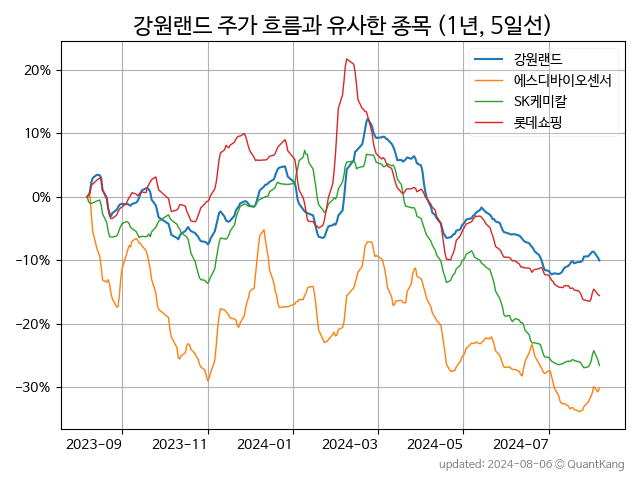 강원랜드 주가 흐름과 유사한 종목 (1년, 5일선)
강원랜드
에스디바이오센서
SK케미칼
롯데쇼핑
20%
10%
0%
−10%
−20%
−30%
2023-09 2023-11 2024-01 2024-03 2024-05 2024-07
updated: 2024-08-06 © QuantKang